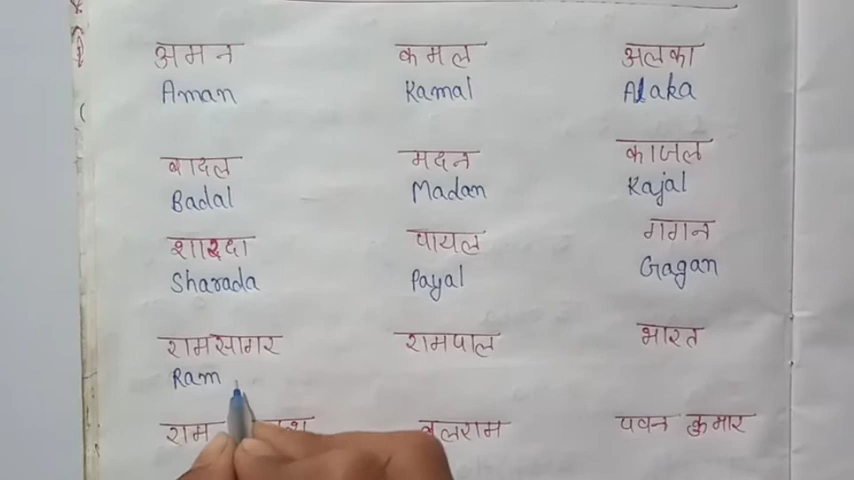 अमन कमल अलका
Aman Kamal Alaka
बादल मदन काजल
Badal Madan Kajal
शारदा पायल गगन
Sharada Payal Gagan
रामसागर रामपाल भारत
Ram
राम बलराम पवन कुमार